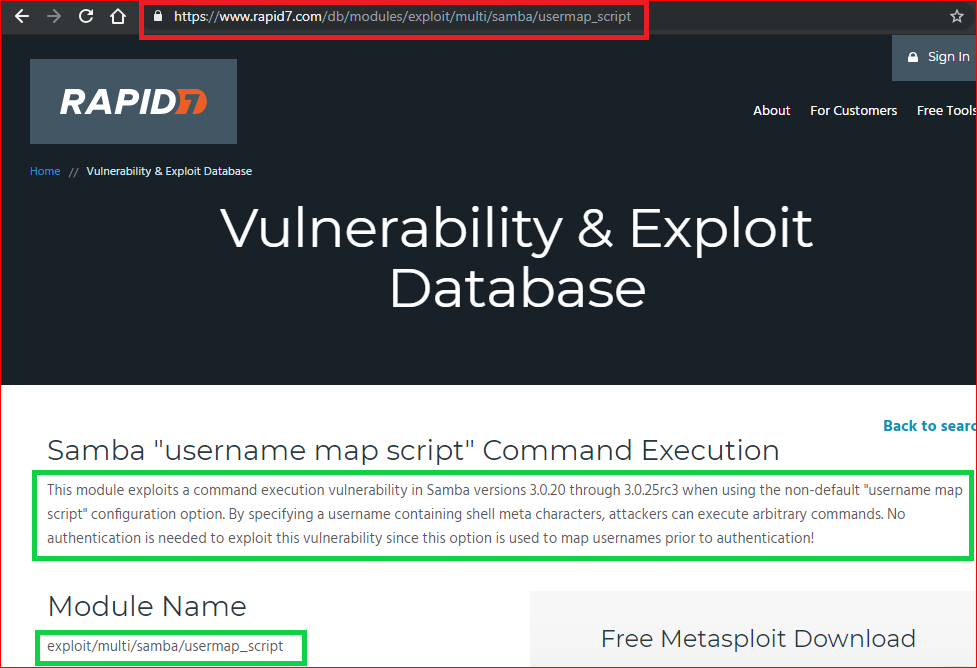 https://www.rapid7.com/db/modules/exploit/multi/samba/usermap_script
Sign In
RAPID7
About For Customers Free Tools
Home // Vulnerability & Exploit Database
Vulnerability & Exploit
Database
Back to searc
Samba "username map script" Command Execution
This module exploits a command execution vulnerability in Samba versions 3.0.20 through 3.0.25rc3 when using the non-default "username map
script" configuration option. By specifying a username containing shell meta characters, attackers can execute arbitrary commands. No
authentication is needed to exploit this vulnerability since this option is used to map usernames prior to authentication!
Module Name
exploit/multi/samba/usermap_script
Free Metasploit Download